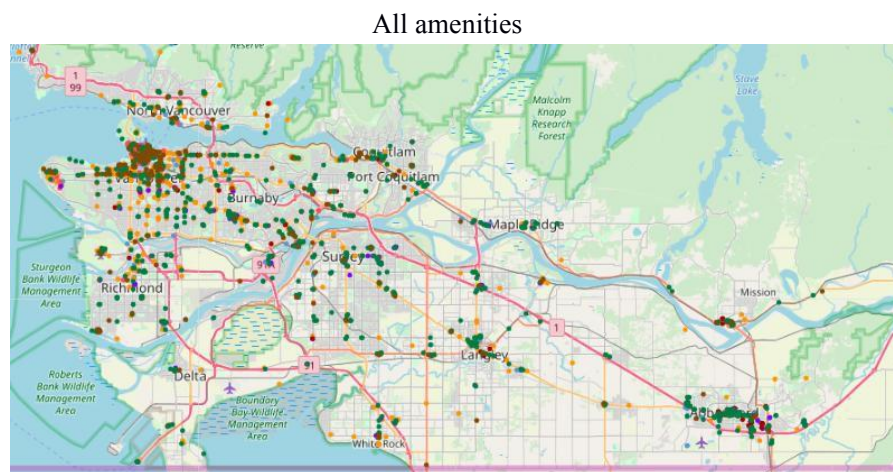 All amenities
Reserve
1
99
North Vancouver
Stave
Lake
Malcolm
Knapp
Research
Forest
Coquitlam
Port Coquitlam
Burnaby
Maple Ridge
Sturgeon
Bank Wildlife
Management
Area
Surrey
91A
Richmond
Mission
1
Langley
Roberts
Bank Wildlife
Management
Area
Delta
91
Boundary
Bay Wildlife
Management
Area
White Rock